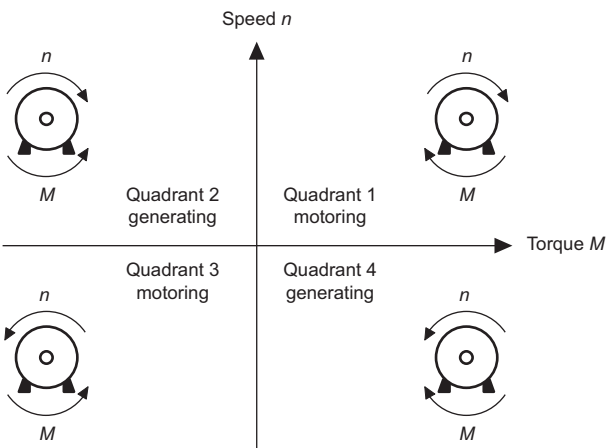 Speed n
n
n
M
M
Quadrant 2
generating
Quadrant 1
motoring
Torque M
Quadrant 3
motoring
Quadrant 4
generating
n
n
M
M